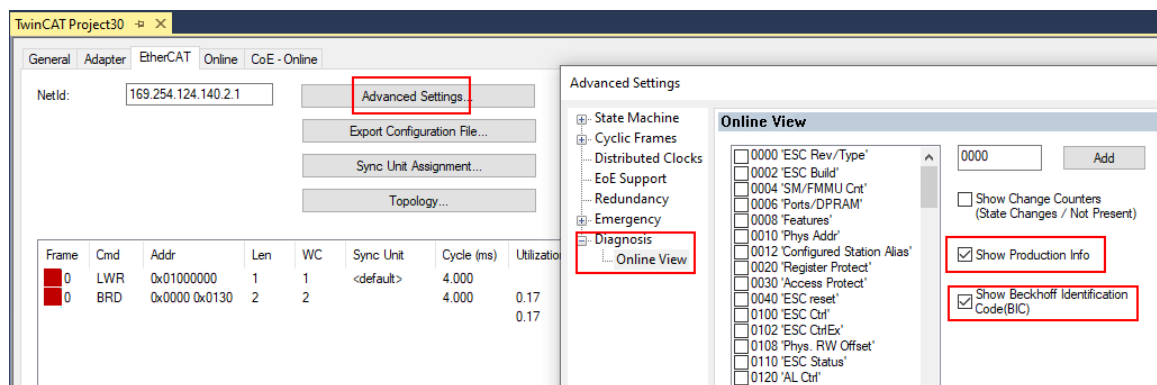 TwinCAT Project30
General Adapter EtherCAT Online CoE - Online
NetId: 169.254.124.140.2.1
Advanced Settings...
Export Configuration File...
Sync Unit Assignment...
Topology...
Frame Cmd Addr Len WC Sync Unit Cycle (ms) Utilizatio
0 LWR 0x01000000 1 1 <default> 4.000
0 BRD 0x0000 0x0130 2 2 4.000 0.17
0.17
Advanced Settings
State Machine
Cyclic Frames
Distributed Clocks
EoE Support
Redundancy
Emergency
Diagnosis
Online View
Online View
0000 'ESC Rev/Type'
0002 'ESC Build'
0004 'SM/FMMU Cnt'
0006 'Ports/DPRAM'
0008 'Features'
0010 'Phys Addr'
0012 'Configured Station Alias'
0020 'Register Protect'
0030 'Access Protect'
0040 'ESC reset'
0100 'ESC Ctrl'
0102 'ESC CtrlEx'
0108 'Phys. RW Offset'
0110 'ESC Status'
0120 'AL Ctrl'
0000 Add
Show Change Counters
(State Changes / Not Present)
Show Production Info
Show Beckhoff Identification
Code(BIC)